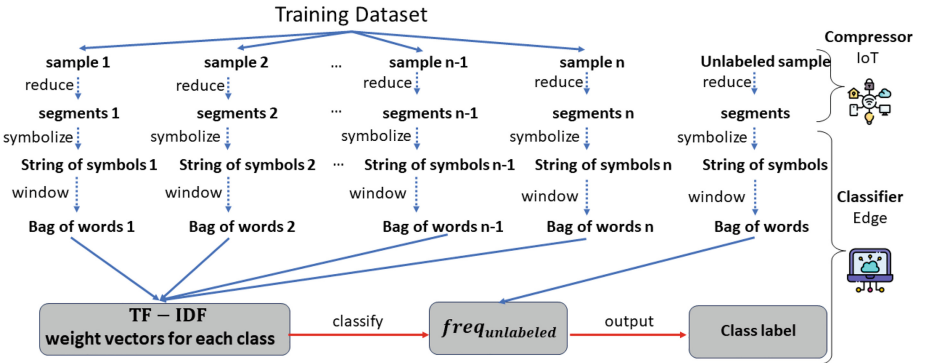 Training Dataset
sample 1 sample 2 ... sample n-1 sample n Unlabeled sample
Compressor
IoT
reduce reduce reduce reduce reduce
segments 1 segments 2 ... segments n-1 segments n segments
symbolize symbolize symbolize symbolize symbolize
String of symbols 1 String of symbols 2 ... String of symbols n-1 String of symbols n String of symbols
window window window window window
Classifier
Edge
Bag of words 1 Bag of words 2 Bag of words n-1 Bag of words n Bag of words
TF – IDF
weight vectors for each class
classify
freq_unlabeled
output
Class label